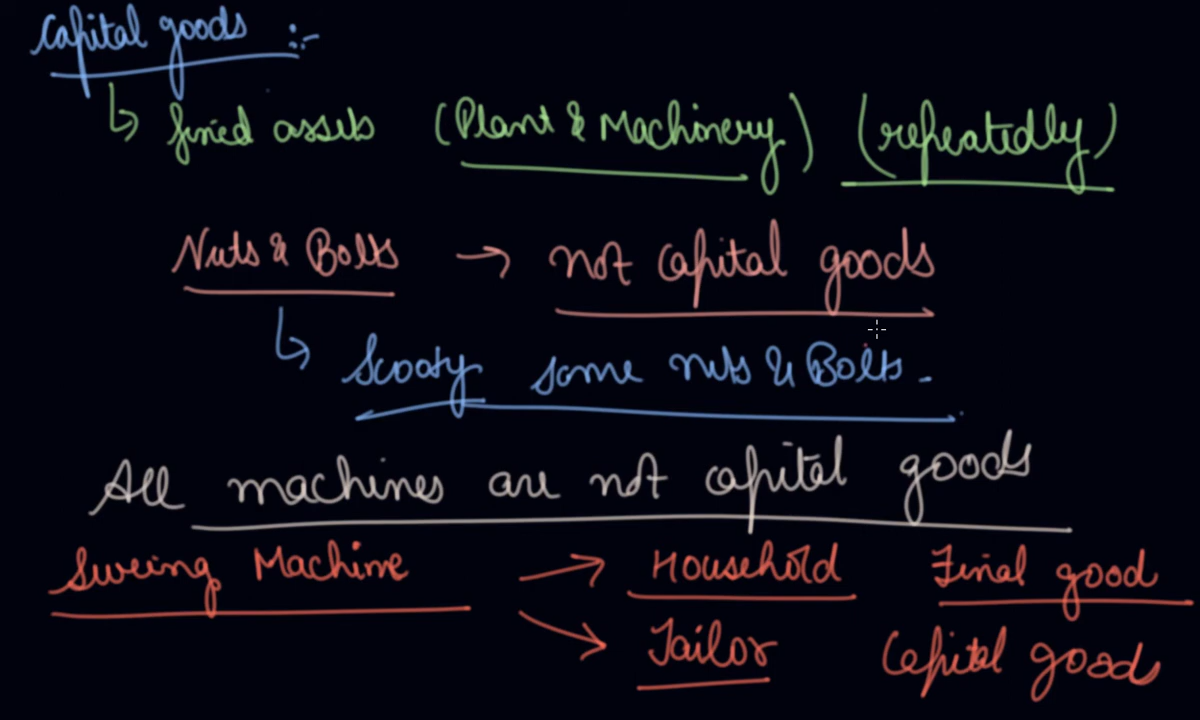 Capital goods :-
↳ fixed assets (Plant & Machinery) (repeatedly)
Nuts & Bolts → not capital goods
↳ Scooty some nuts & Bolts.
All machines are not capital goods
Sweing Machine → Household Final good
→ Tailor Capital good